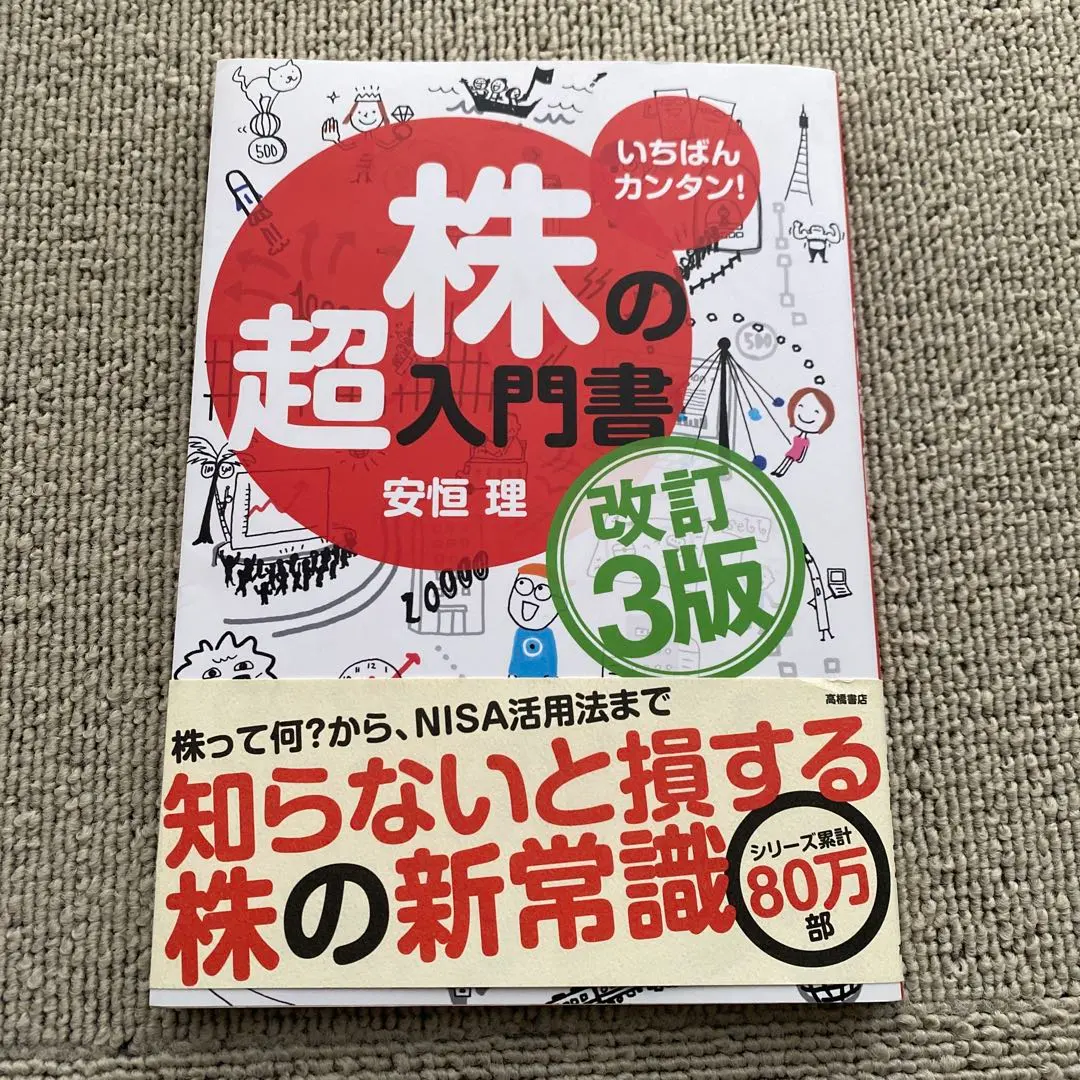 いちばん
カンタン!
株の
超入門書
安恒 理
改訂
3版
500
500
10000
高橋書店
株って何?から、NISA活用法まで
知らないと損する
株の新常識
シリーズ累計
80万
部